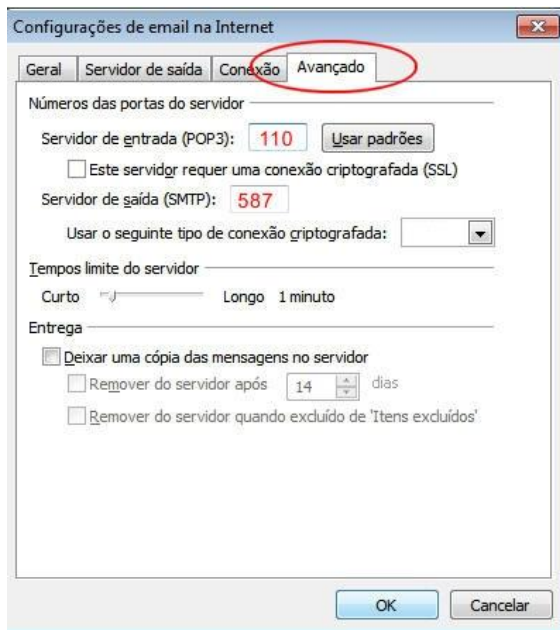 Configurações de email na Internet
Geral Servidor de saída Conexão Avançado
Números das portas do servidor
Servidor de entrada (POP3): 110 Usar padrões
Este servidor requer uma conexão criptografada (SSL)
Servidor de saída (SMTP): 587
Usar o seguinte tipo de conexão criptografada:
Tempos limite do servidor
Curto Longo 1 minuto
Entrega
Deixar uma cópia das mensagens no servidor
Remover do servidor após 14 dias
Remover do servidor quando excluído de 'Itens excluídos'
OK Cancelar